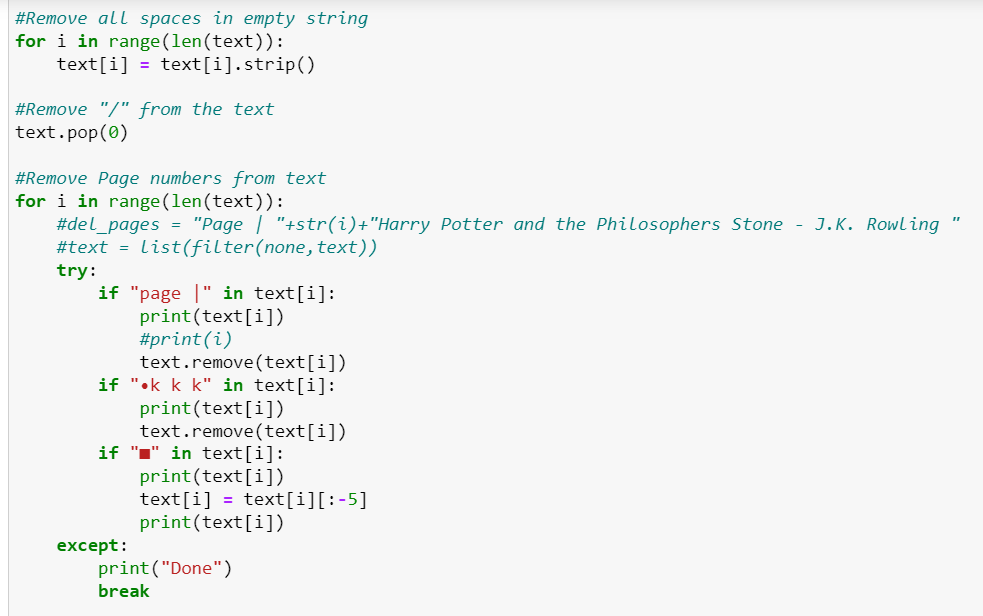 #Remove all spaces in empty string
for i in range(len(text)):
    text[i] = text[i].strip()

#Remove "/" from the text
text.pop(0)

#Remove Page numbers from text
for i in range(len(text)):
    #del_pages = "Page | "+str(i)+"Harry Potter and the Philosophers Stone - J.K. Rowling "
    #text = list(filter(none,text))
    try:
        if "page |" in text[i]:
            print(text[i])
            #print(i)
            text.remove(text[i])
        if "•k k k" in text[i]:
            print(text[i])
            text.remove(text[i])
        if "■" in text[i]:
            print(text[i])
            text[i] = text[i][:-5]
            print(text[i])
    except:
        print("Done")
        break